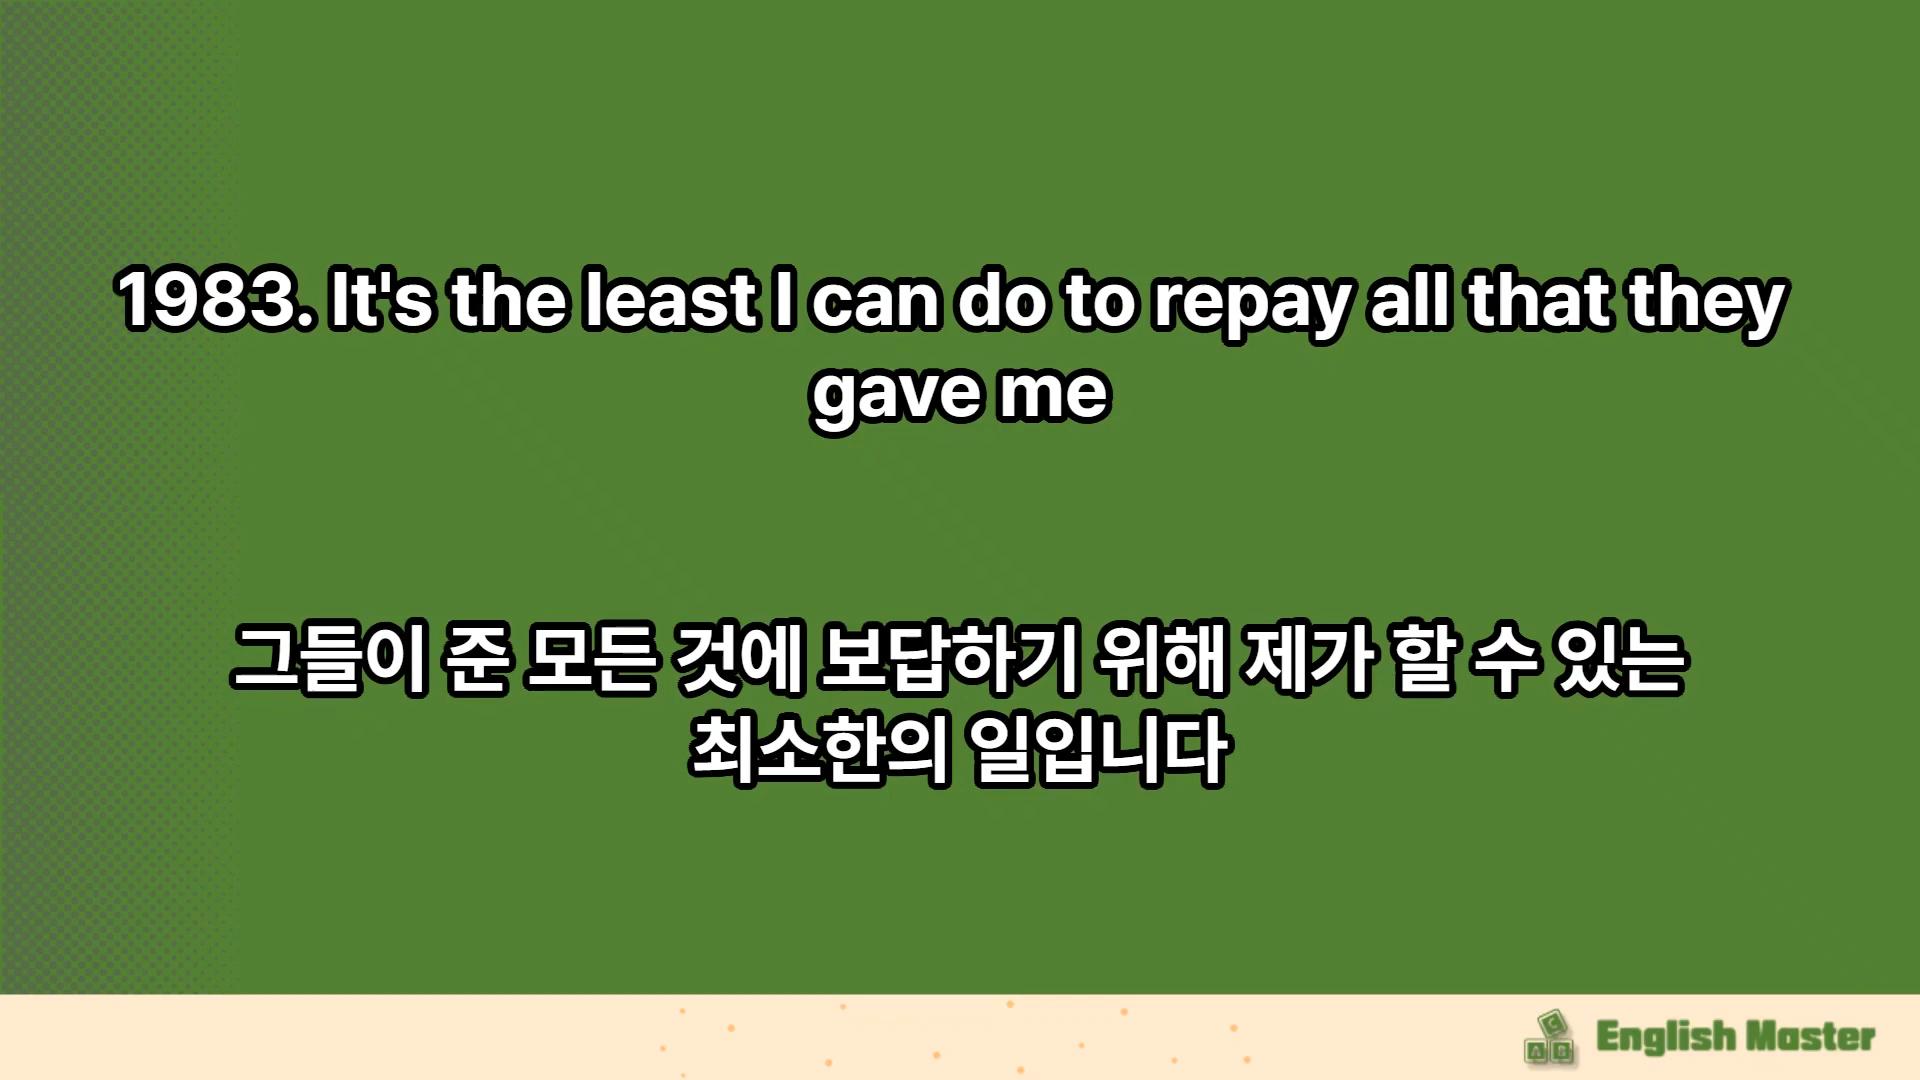 1983. It's the least I can do to repay all that they
gave me
그들이 준 모든 것에 보답하기 위해 제가 할 수 있는
최소한의 일입니다
C
A B
English Master